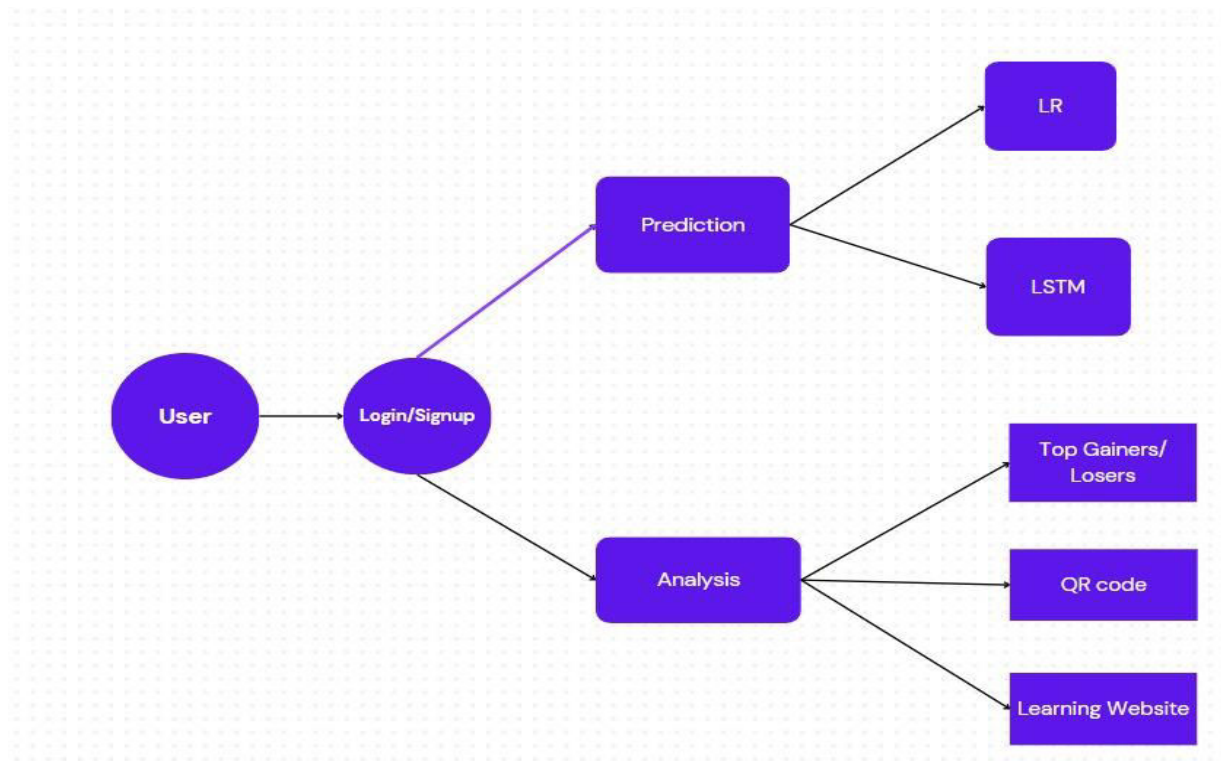 LR
Prediction
LSTM
User
Login/Signup
Top Gainers/
Losers
Analysis
QR code
Learning Website